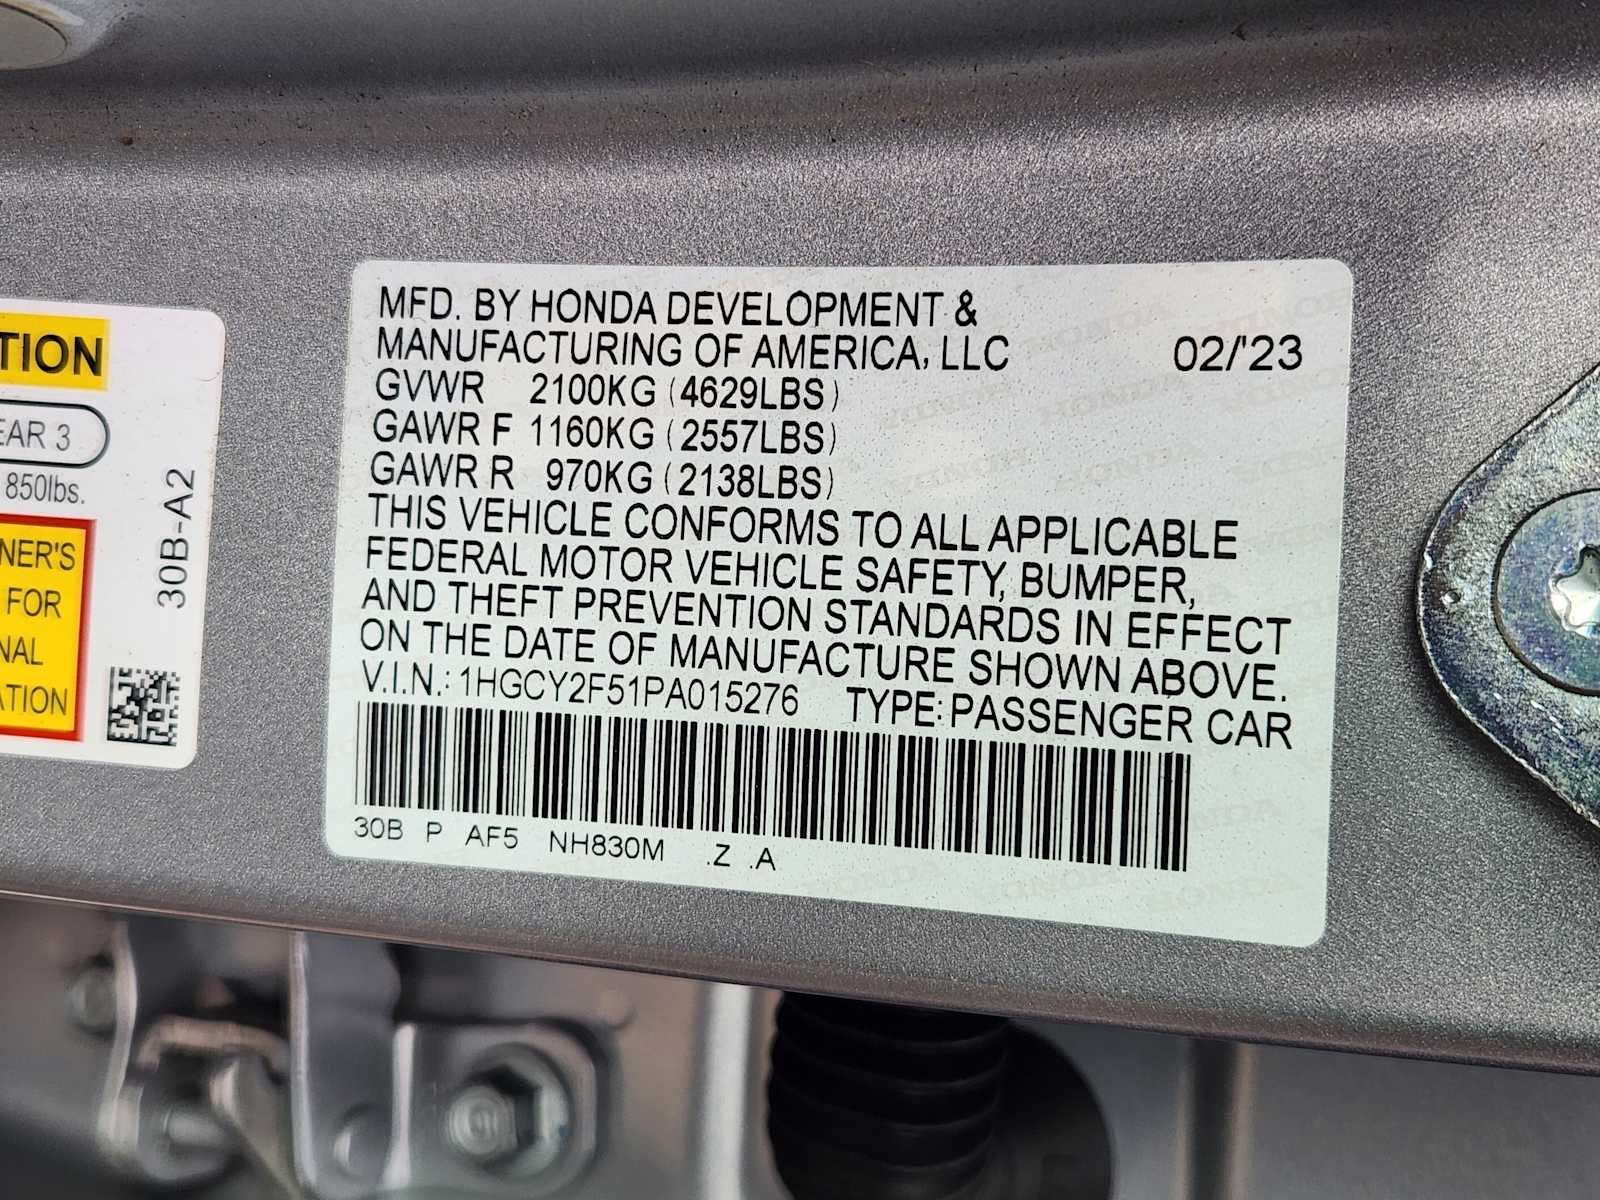 TION
EAR 3
850lbs.
NER'S
FOR
NAL
ATION
30B-A2
MFD. BY HONDA DEVELOPMENT &
MANUFACTURING OF AMERICA, LLC 02/'23
GVWR 2100KG (4629LBS)
GAWR F 1160KG (2557LBS)
GAWR R 970KG (2138LBS)
THIS VEHICLE CONFORMS TO ALL APPLICABLE
FEDERAL MOTOR VEHICLE SAFETY, BUMPER,
AND THEFT PREVENTION STANDARDS IN EFFECT
ON THE DATE OF MANUFACTURE SHOWN ABOVE.
V.I.N.: 1HGCY2F51PA015276 TYPE: PASSENGER CAR
30B P AF5 NH830M .Z .A